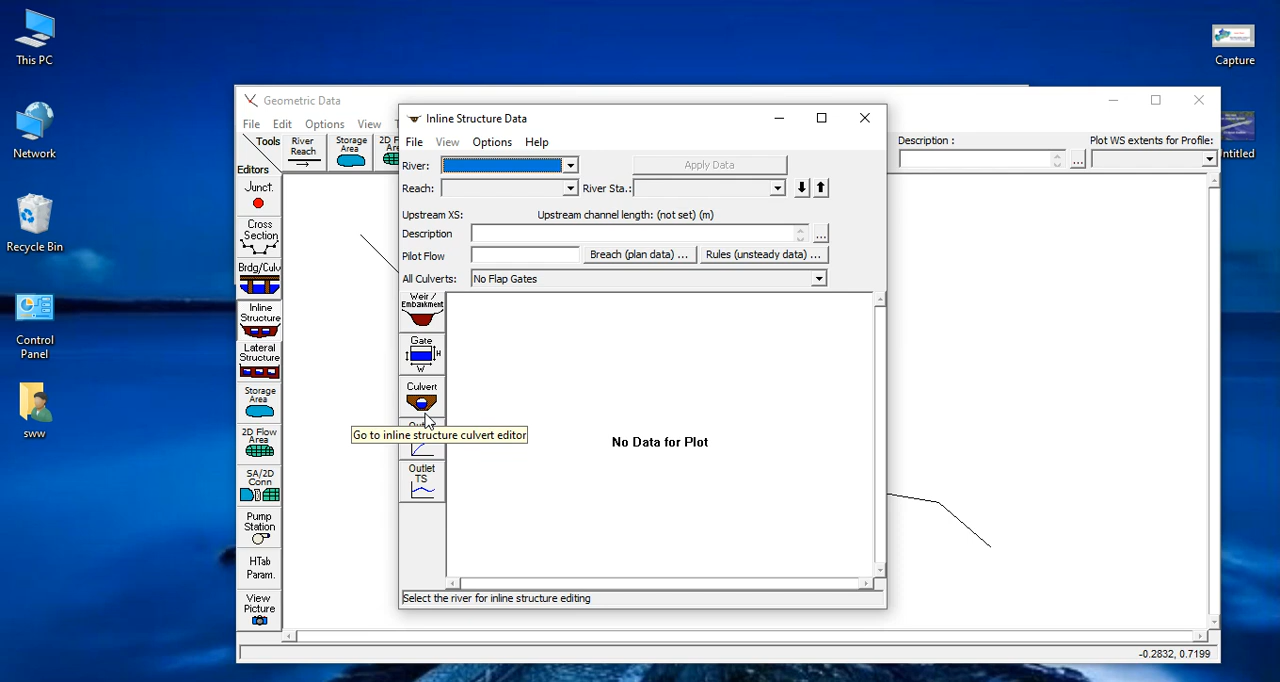 This PC
Network
Recycle Bin
Control
Panel
sww
Capture
ntitled
Geometric Data
File Edit Options View T
Tools
Editors
River
Reach
Storage
Area
2D F
Are
Description :
Plot WS extents for Profile:
...
Junct.
Cross
Section
Brdg/Culv
Inline
Structure
Lateral
Structure
Storage
Area
2D Flow
Area
SA/2D
Conn
Pump
Station
HTab
Param.
View
Picture
-0.2832, 0.7199
Inline Structure Data
File View Options Help
River:
Apply Data
Reach:
River Sta.:
Upstream XS:
Upstream channel length: (not set) (m)
Description
...
Pilot Flow
Breach (plan data) ...
Rules (unsteady data) ...
All Culverts:
No Flap Gates
Weir /
Embankment
Gate
H
W
Culvert
Go to inline structure culvert editor
Outlet
TS
No Data for Plot
Select the river for inline structure editing